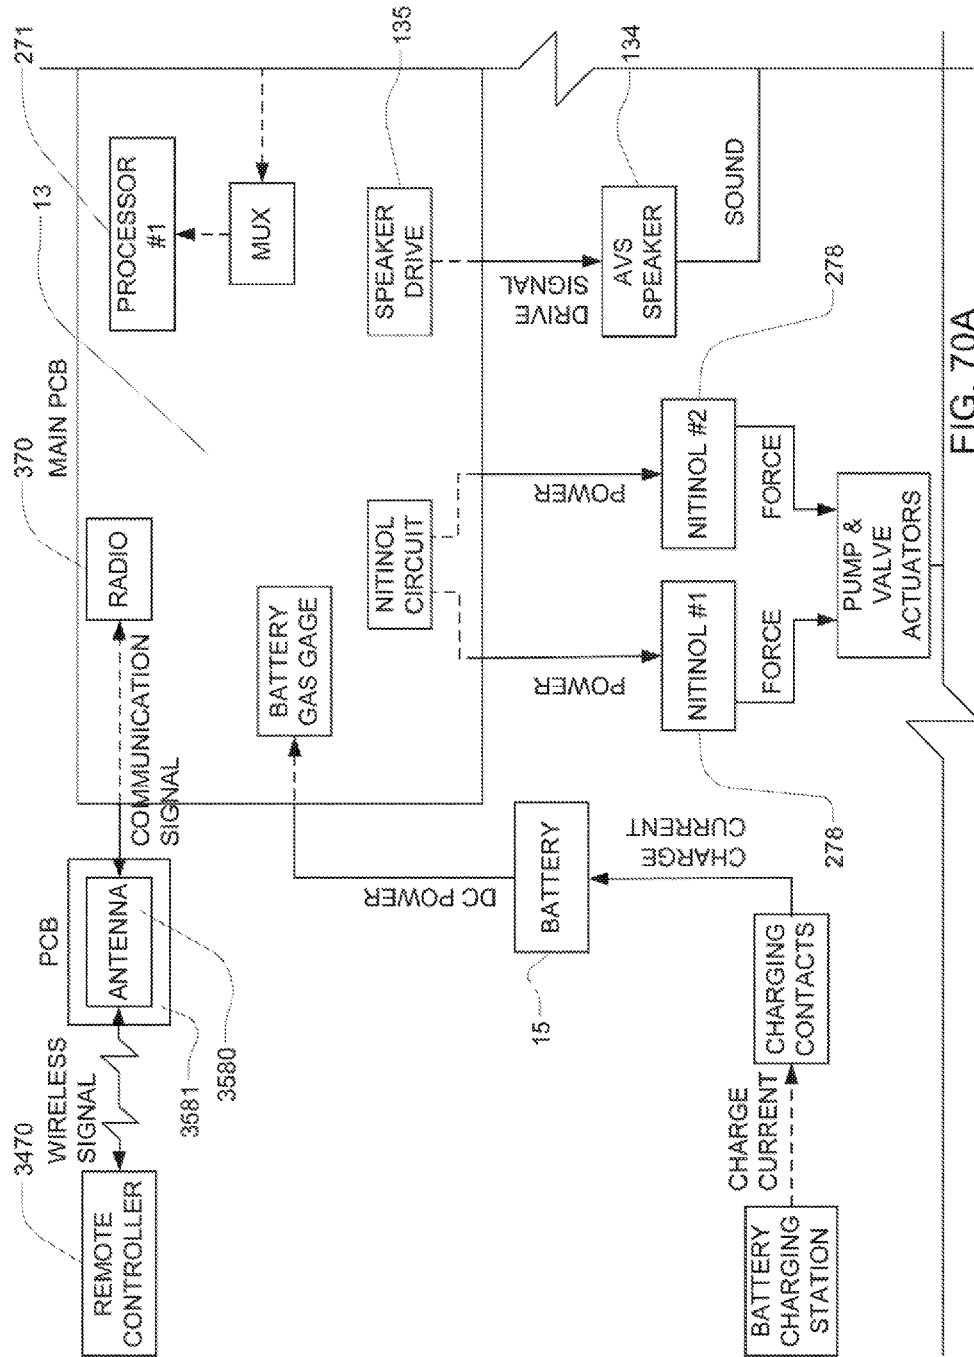 3470
REMOTE
CONTROLLER
WIRELESS
SIGNAL
3581
3580
PCB
ANTENNA
COMMUNICATION
SIGNAL
370
MAIN PCB
RADIO
13
271
PROCESSOR
#1
MUX
BATTERY
GAS GAGE
NITINOL
CIRCUIT
SPEAKER
DRIVE
135
DC POWER
15
BATTERY
CHARGE
CURRENT
POWER
POWER
DRIVE
SIGNAL
AVS
SPEAKER
134
SOUND
NITINOL #1
NITINOL #2
278
278
FORCE
FORCE
PUMP &
VALVE
ACTUATORS
BATTERY
CHARGING
STATION
CHARGE
CURRENT
CHARGING
CONTACTS
FIG. 70A